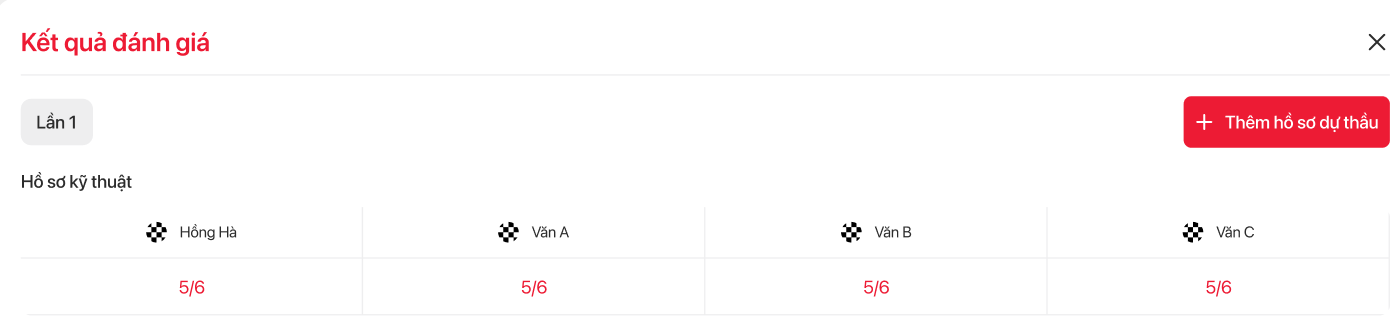 Kết quả đánh giá
Lần 1
Thêm hồ sơ dự thầu
Hồ sơ kỹ thuật
Hồng Hà Văn A Văn B Văn C
5/6 5/6 5/6 5/6